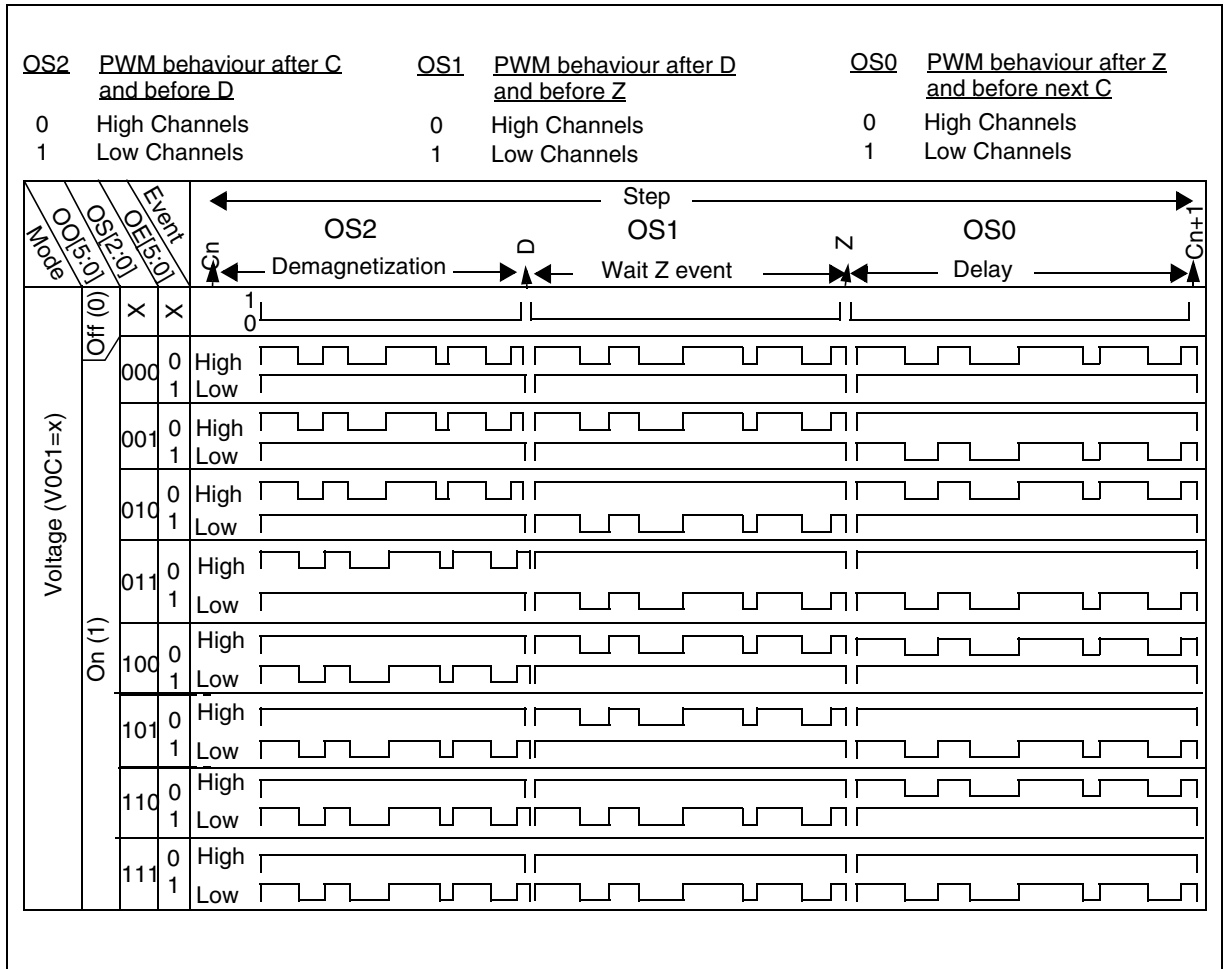 OS2 PWM behaviour after C and before D
0 High Channels
1 Low Channels
OS1 PWM behaviour after D and before Z
0 High Channels
1 Low Channels
OS0 PWM behaviour after Z and before next C
0 High Channels
1 Low Channels
Mode
OO[5:0]
OS[2:0]
OE[5:0]
Event
Step
Cn
OS2
D
OS1
Z
OS0
Cn+1
Demagnetization
Wait Z event
Delay
Voltage (V0C1=x)
Off (0)
X
X
1
0
On (1)
000
0 High
1 Low
001
0 High
1 Low
010
0 High
1 Low
011
0 High
1 Low
100
0 High
1 Low
101
0 High
1 Low
110
0 High
1 Low
111
0 High
1 Low